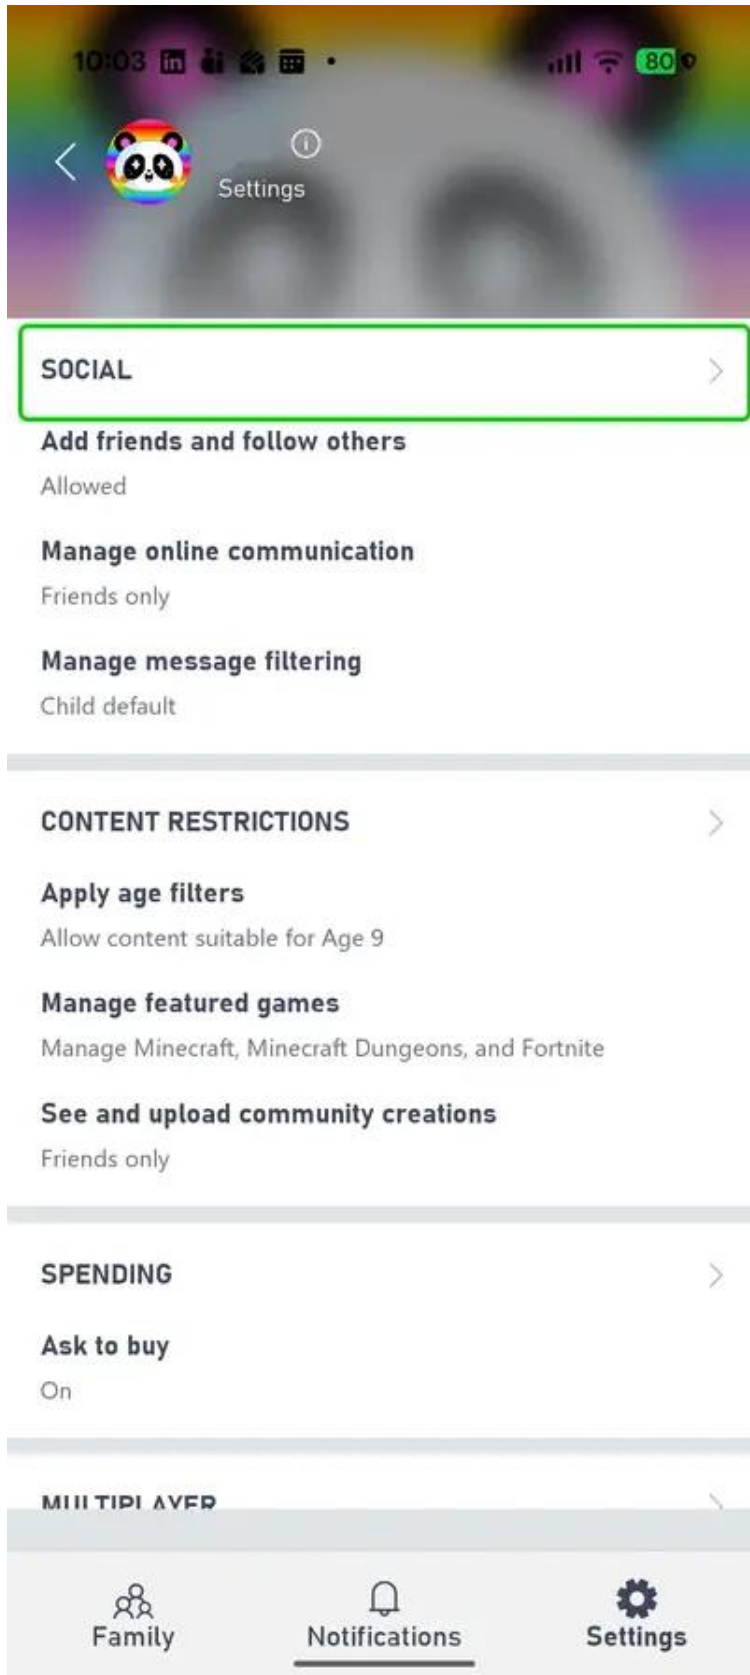 10:03
80
Settings
SOCIAL
Add friends and follow others
Allowed
Manage online communication
Friends only
Manage message filtering
Child default
CONTENT RESTRICTIONS
Apply age filters
Allow content suitable for Age 9
Manage featured games
Manage Minecraft, Minecraft Dungeons, and Fortnite
See and upload community creations
Friends only
SPENDING
Ask to buy
On
MULTIPLAYER
Family
Notifications
Settings